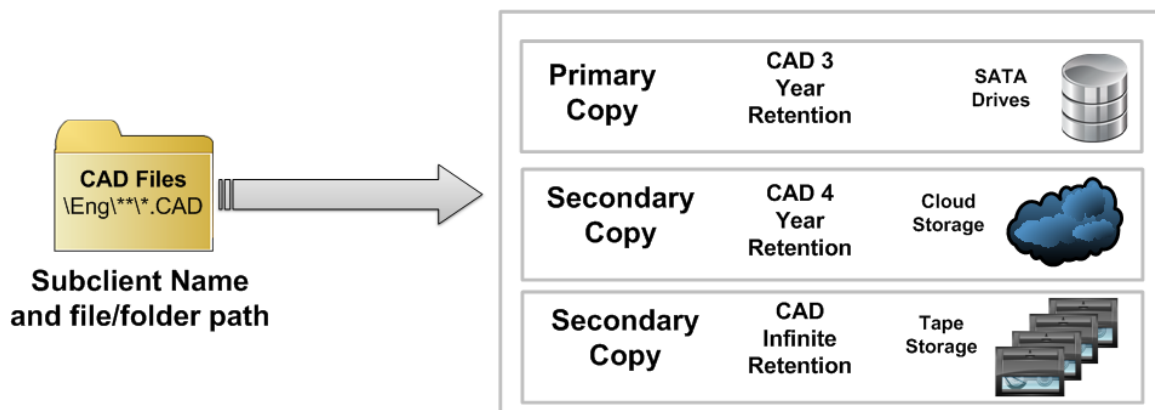 CAD Files
\Eng\**\*.CAD
Subclient Name
and file/folder path
Primary
Copy
CAD 3
Year
Retention
SATA
Drives
Secondary
Copy
CAD 4
Year
Retention
Cloud
Storage
Secondary
Copy
CAD
Infinite
Retention
Tape
Storage